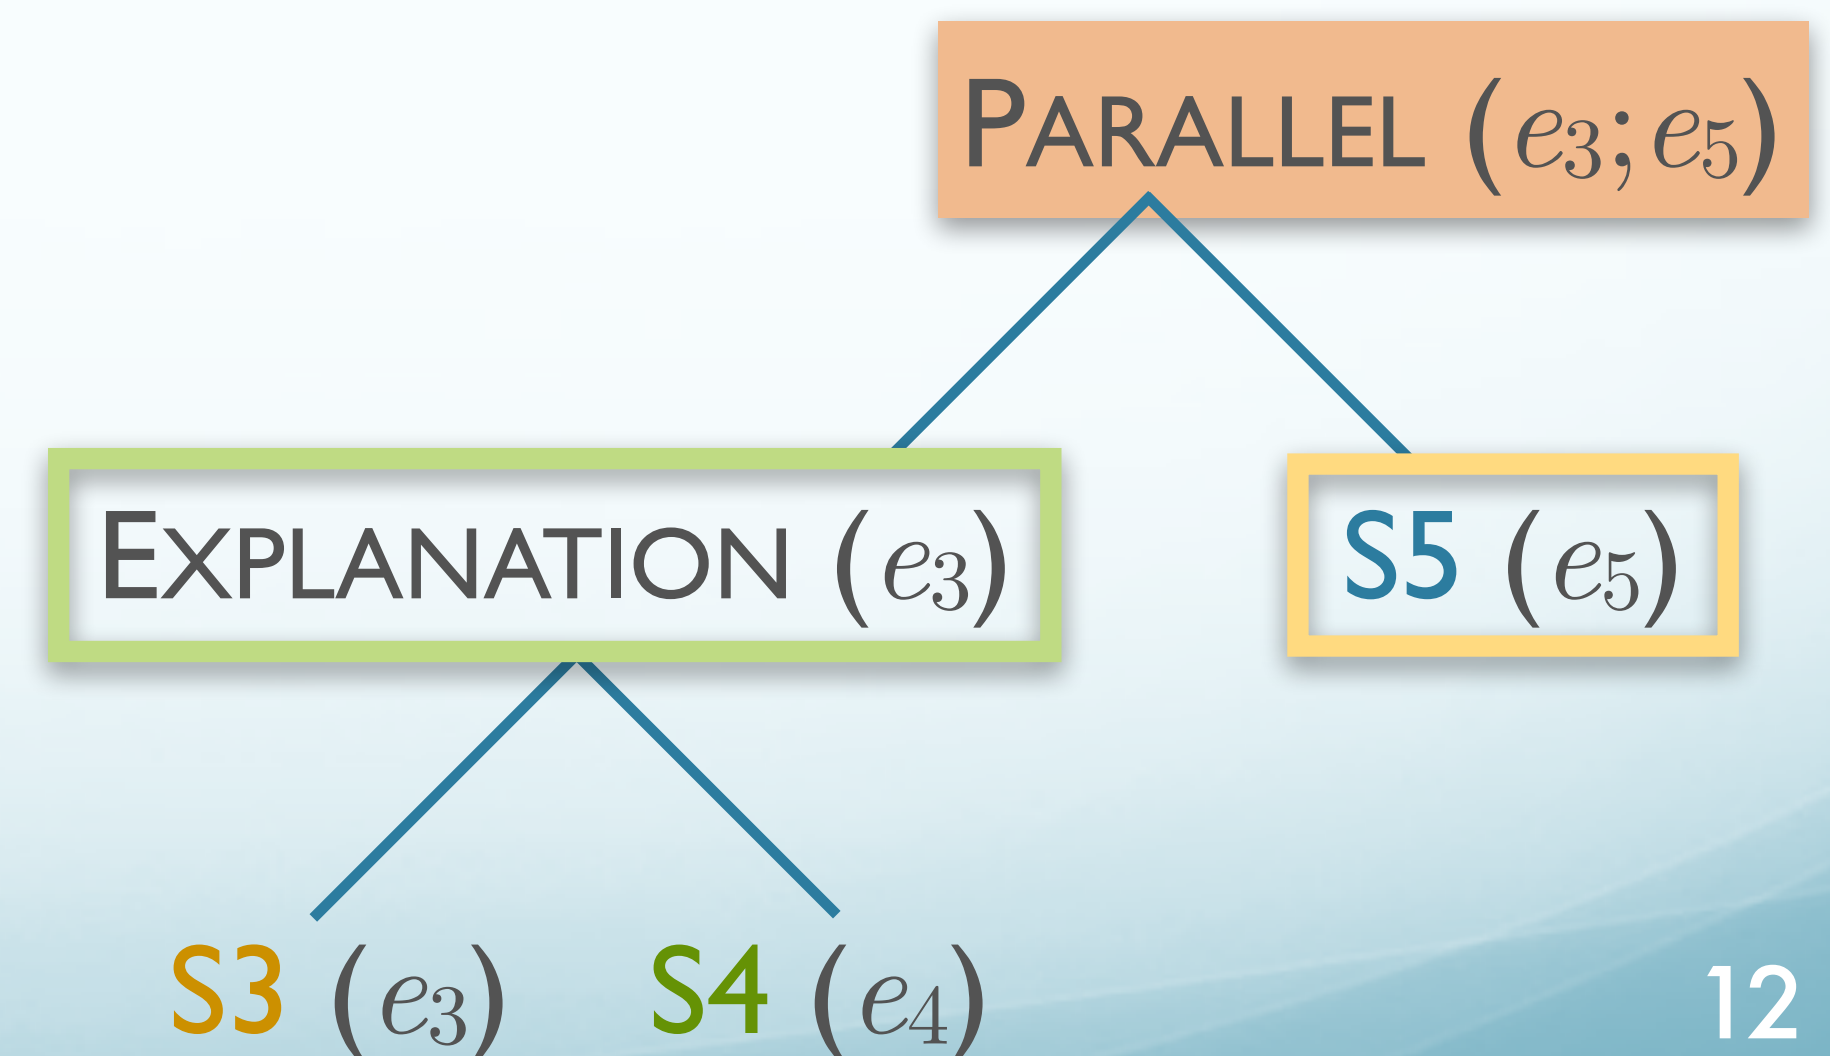 PARALLEL (e₃; e₅)
EXPLANATION (e₃)
S5 (e₅)
S3 (e₃)
S4 (e₄)
12